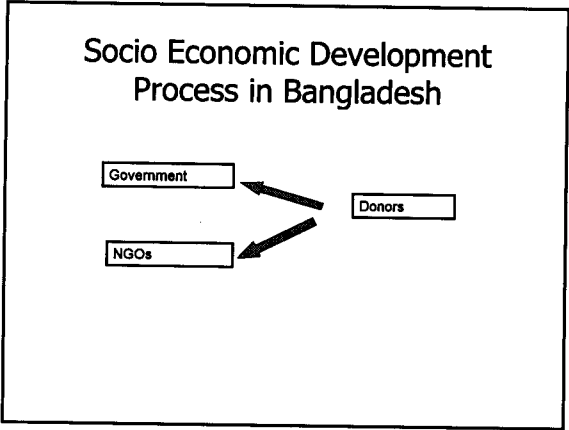 Socio Economic Development
Process in Bangladesh
Government
Donors
NGOs